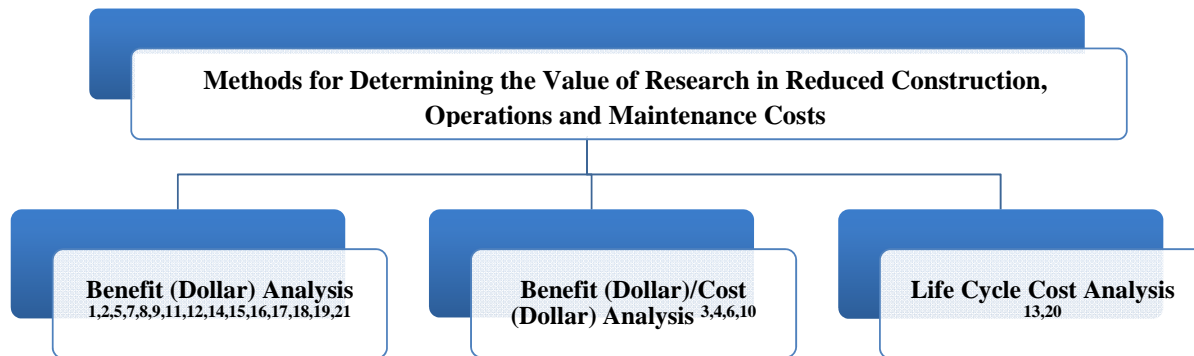 Methods for Determining the Value of Research in Reduced Construction,
Operations and Maintenance Costs
Benefit (Dollar) Analysis
1,2,5,7,8,9,11,12,14,15,16,17,18,19,21
Benefit (Dollar)/Cost
(Dollar) Analysis 3,4,6,10
Life Cycle Cost Analysis
13,20